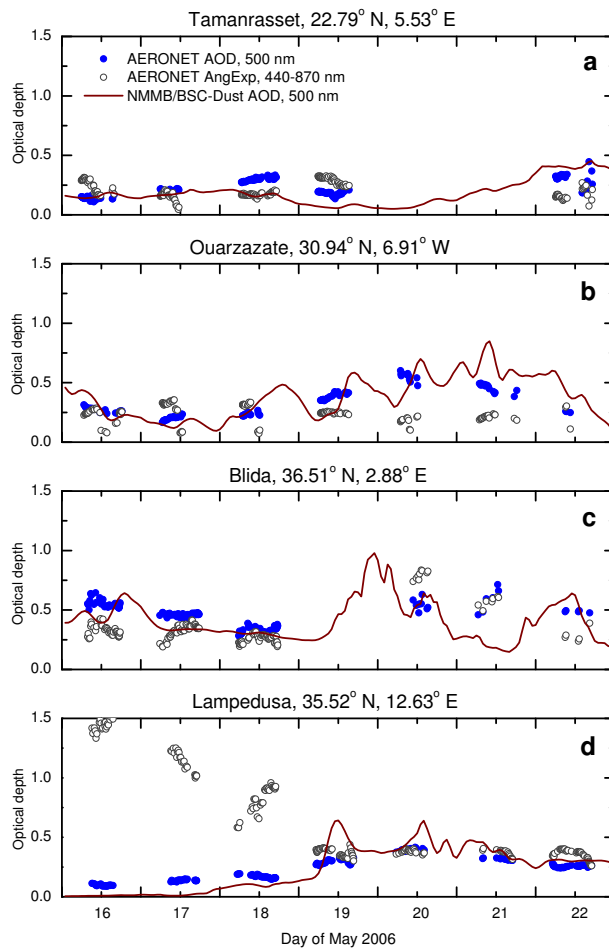 Tamanrasset, 22.79° N, 5.53° E
1.5
1.0
0.5
0.0
Optical depth
AERONET AOD, 500 nm
AERONET AngExp, 440-870 nm
NMMB/BSC-Dust AOD, 500 nm
a
Ouarzazate, 30.94° N, 6.91° W
1.5
1.0
0.5
0.0
Optical depth
b
Blida, 36.51° N, 2.88° E
1.5
1.0
0.5
0.0
Optical depth
c
Lampedusa, 35.52° N, 12.63° E
1.5
1.0
0.5
0.0
Optical depth
d
16 17 18 19 20 21 22
Day of May 2006